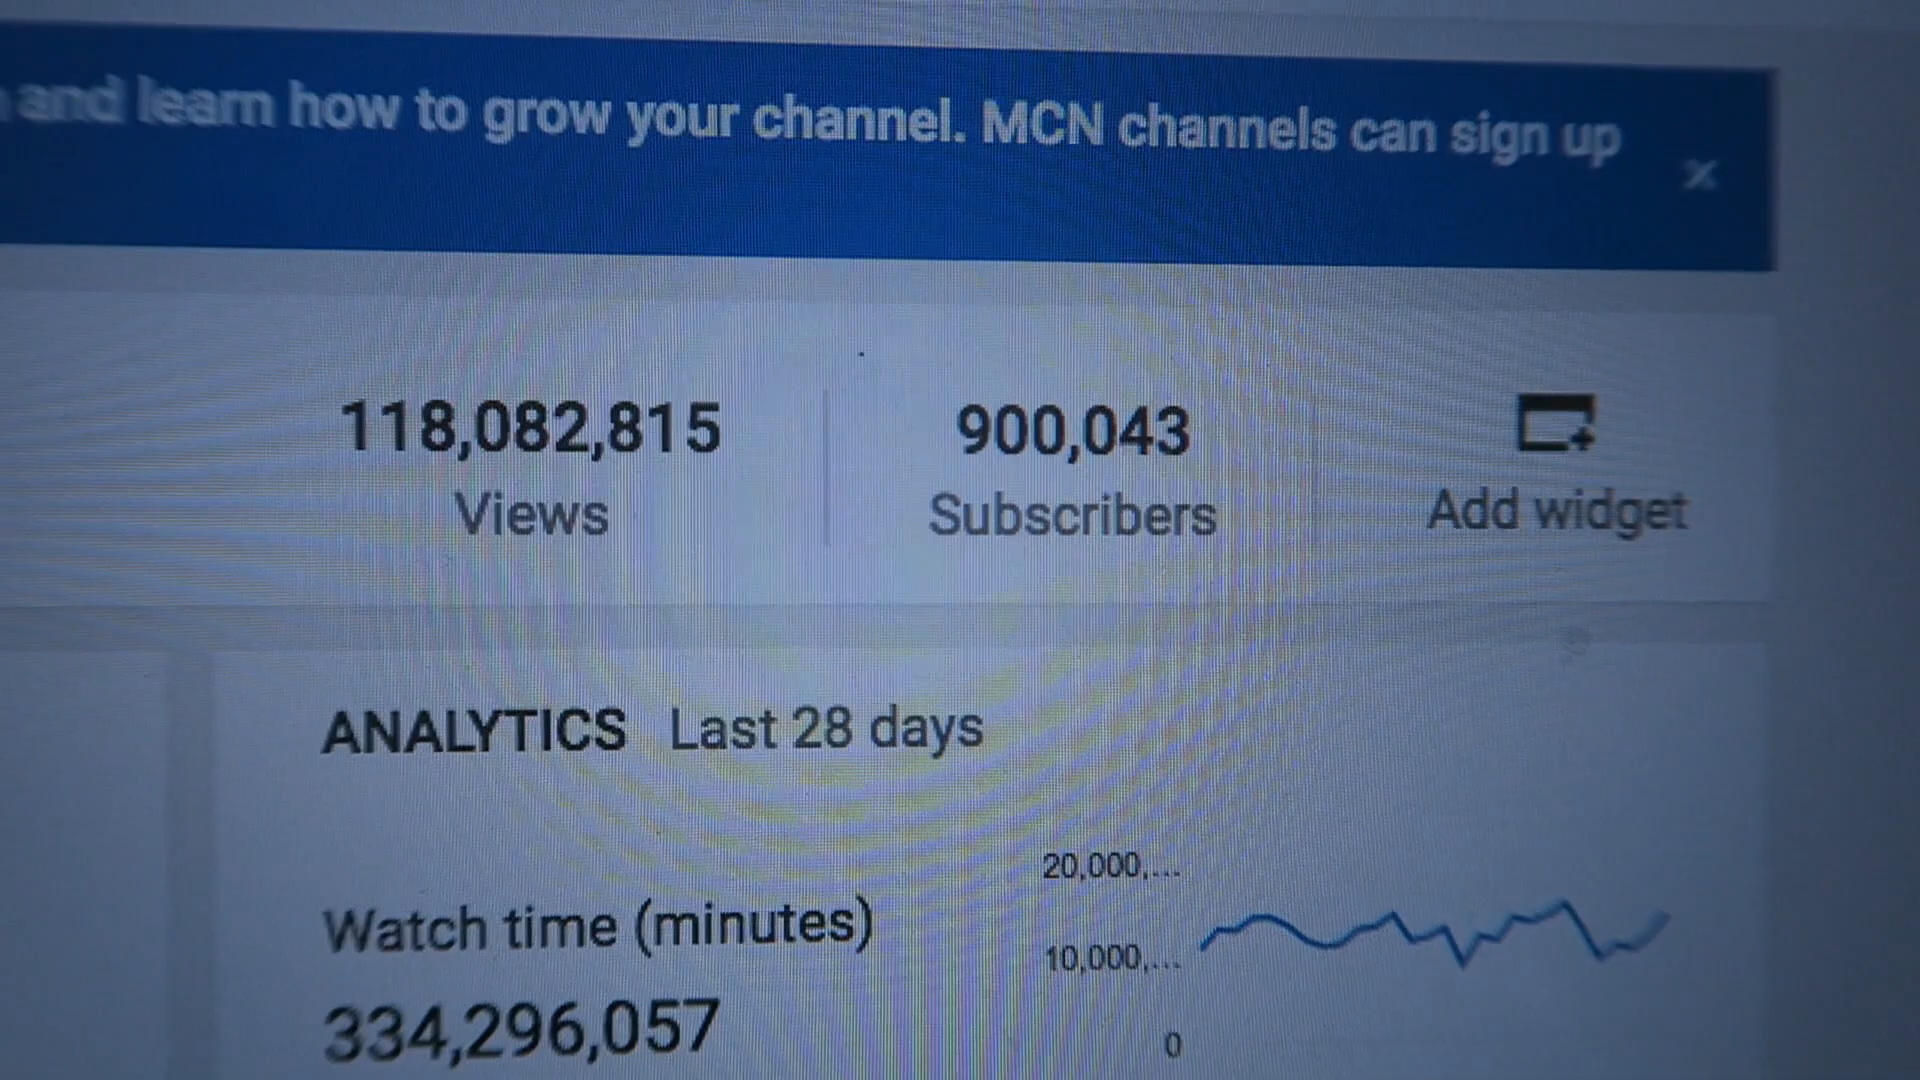 and learn how to grow your channel. MCN channels can sign up
118,082,815
Views
900,043
Subscribers
Add widget
ANALYTICS Last 28 days
20,000,...
Watch time (minutes)
10,000,...
334,296,057
0